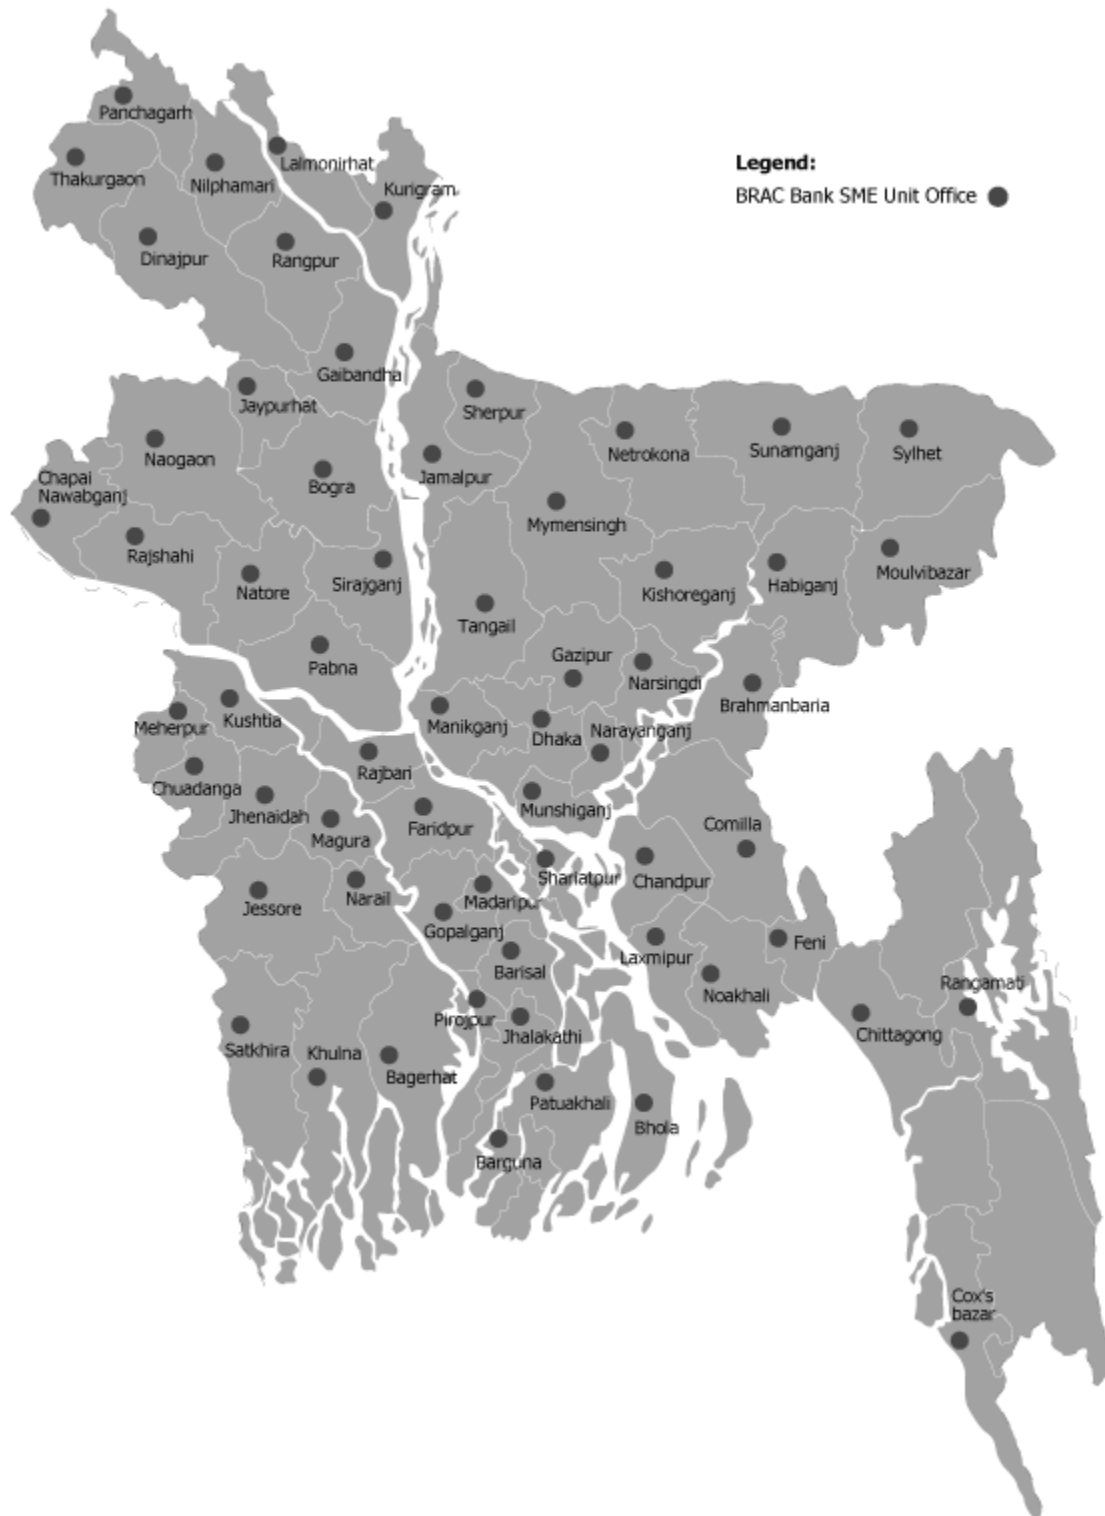 Panchagarh
Lalmonirhat
Legend:
Thakurgaon
Nilphamari
Kurigram
BRAC Bank SME Unit Office
Dinajpur
Rangpur
Gaibandha
Jaypurhat
Sherpur
Naogaon
Netrokona
Sunamganj
Sylhet
Chapai
Nawabganj
Bogra
Jamalpur
Mymensingh
Rajshahi
Natore
Sirajganj
Kishoreganj
Habiganj
Moulvibazar
Tangail
Pabna
Gazipur
Narsingdi
Meherpur
Kushtia
Manikganj
Dhaka
Narayanganj
Brahmanbaria
Chuadanga
Rajbari
Jhenaidah
Magura
Faridpur
Munshiganj
Comilla
Shariatpur
Chandpur
Jessore
Narail
Madaripur
Gopalganj
Barisal
Laxmipur
Feni
Noakhali
Rangamati
Pirojpur
Jhalakathi
Chittagong
Satkhira
Khulna
Bagerhat
Patuakhali
Bhola
Barguna
Cox's
bazar